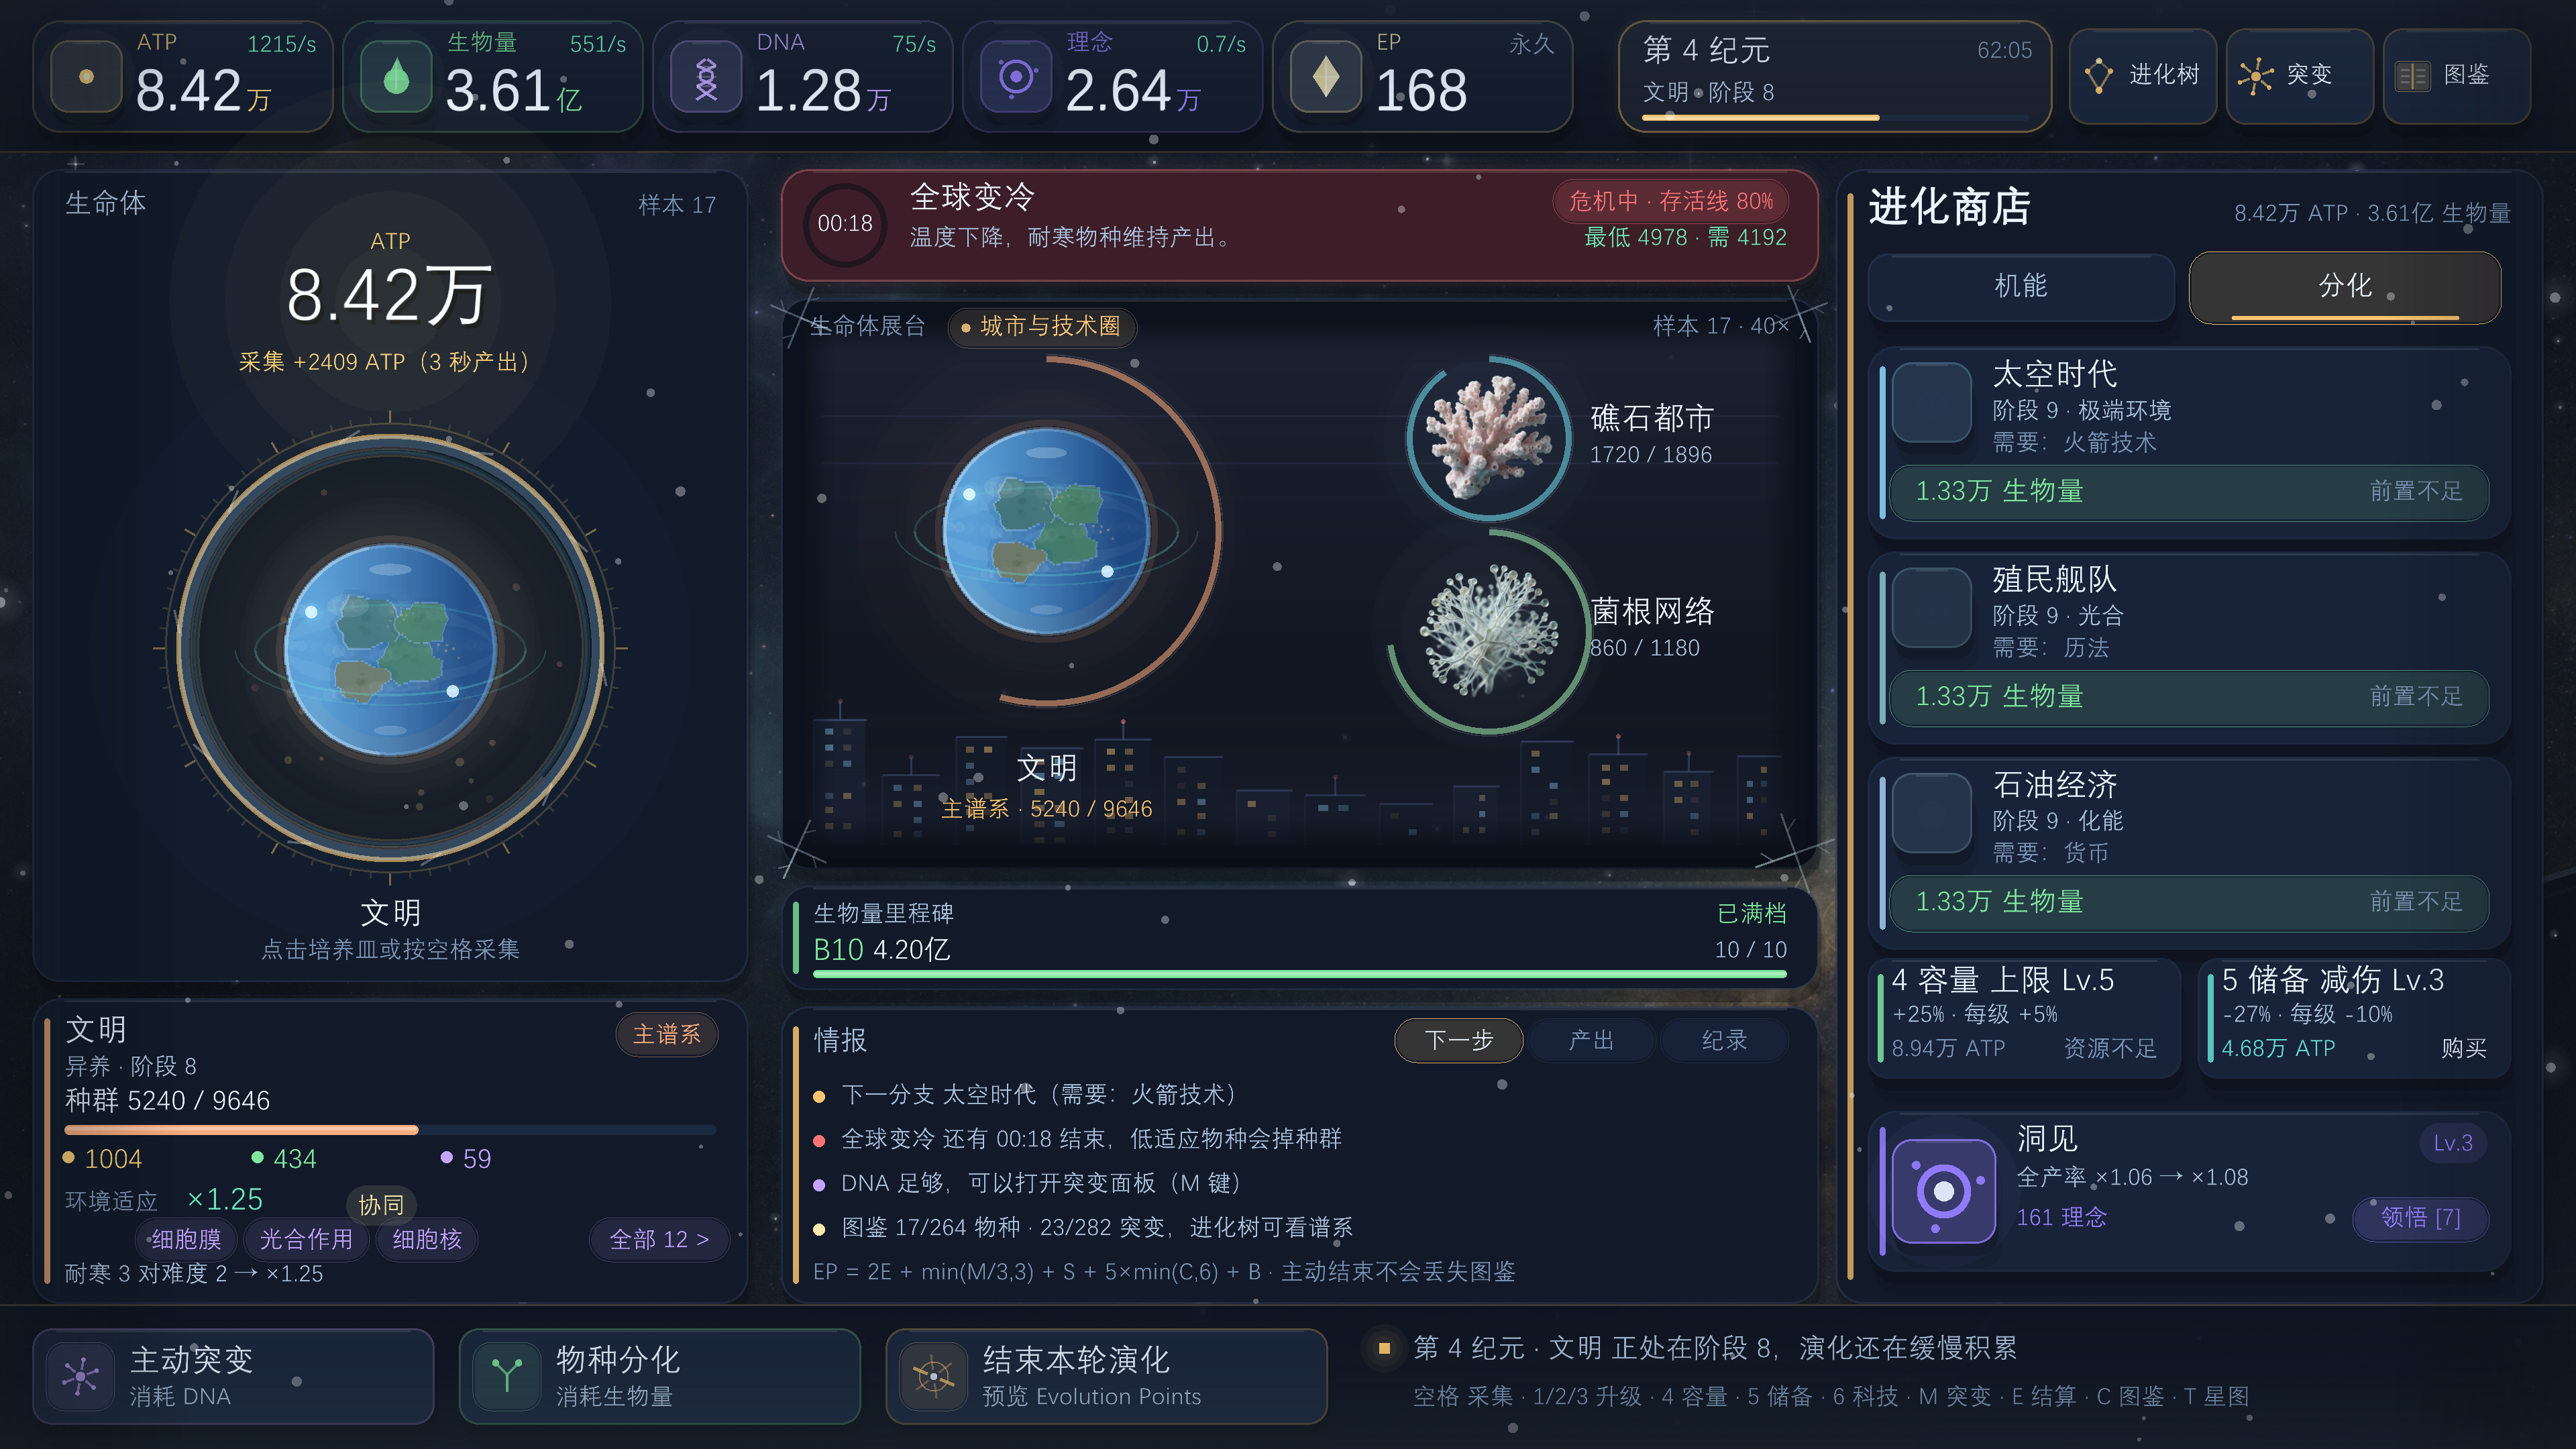 ATP 1215/s
8.42万
生物量 551/s
3.61亿
DNA 75/s
1.28万
理念 0.7/s
2.64万
EP 永久
168
第 4 纪元 62:05
文明 · 阶段 8
进化树
突变
图鉴
生命体 样本 17
ATP
8.42万
采集 +2409 ATP（3 秒产出）
文明
点击培养皿或按空格采集
文明 主谱系
异养 · 阶段 8
种群 5240 / 9646
1004 434 59
环境适应 ×1.25 协同
细胞膜 光合作用 细胞核 全部 12 >
耐寒 3 对难度 2 → ×1.25
00:18
全球变冷 危机中 · 存活线 80%
温度下降，耐寒物种维持产出。 最低 4978 · 需 4192
生命体展台 城市与技术圈 样本 17 · 40×
礁石都市
1720 / 1896
菌根网络
860 / 1180
文明
主谱系 · 5240 / 9646
生物量里程碑 已满档
B10 4.20亿 10 / 10
情报 下一步 产出 纪录
下一分支 太空时代（需要：火箭技术）
全球变冷 还有 00:18 结束，低适应物种会掉种群
DNA 足够，可以打开突变面板（M 键）
图鉴 17/264 物种 · 23/282 突变，进化树可看谱系
EP = 2E + min(M/3,3) + S + 5×min(C,6) + B · 主动结束不会丢失图鉴
进化商店 8.42万 ATP · 3.61亿 生物量
机能 分化
太空时代
阶段 9 · 极端环境
需要：火箭技术
1.33万 生物量 前置不足
殖民舰队
阶段 9 · 光合
需要：历法
1.33万 生物量 前置不足
石油经济
阶段 9 · 化能
需要：货币
1.33万 生物量 前置不足
4 容量 上限 Lv.5
+25% · 每级 +5%
8.94万 ATP 资源不足
5 储备 减伤 Lv.3
-27% · 每级 -10%
4.68万 ATP 购买
洞见 Lv.3
全产率 ×1.06 → ×1.08
161 理念 领悟 [7]
主动突变
消耗 DNA
物种分化
消耗生物量
结束本轮演化
预览 Evolution Points
第 4 纪元 · 文明 正处在阶段 8，演化还在缓慢积累
空格 采集 · 1/2/3 升级 · 4 容量 · 5 储备 · 6 科技 · M 突变 · E 结算 · C 图鉴 · T 星图